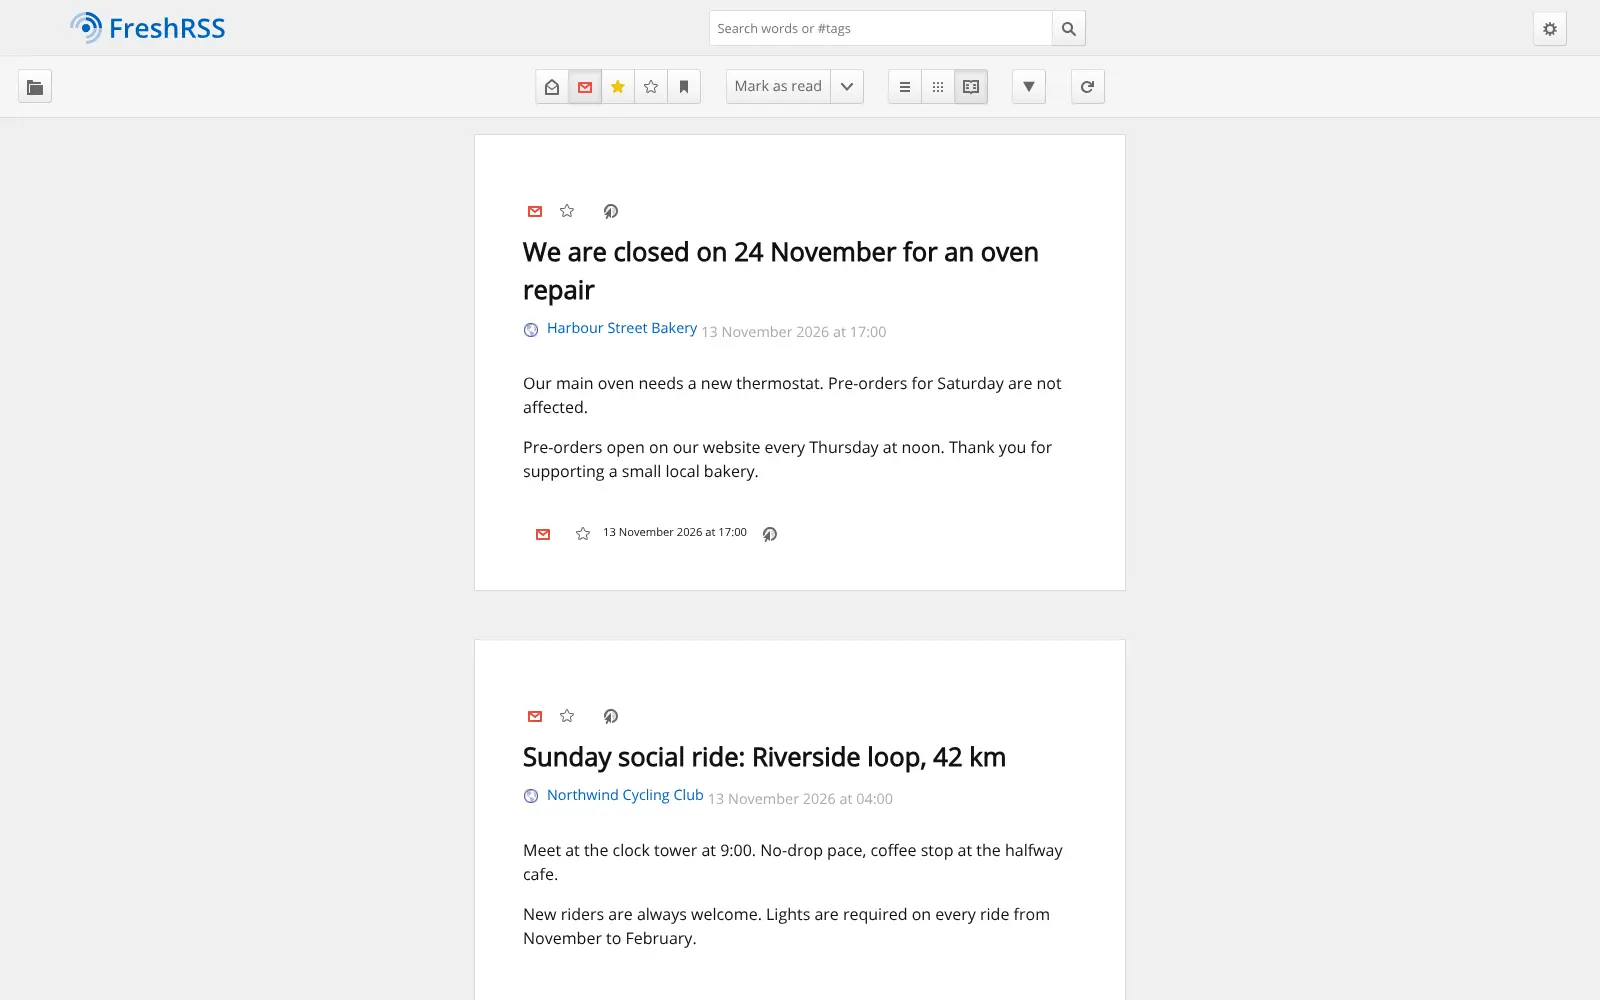 FreshRSS
Search words or #tags
Mark as read
We are closed on 24 November for an oven
repair
Harbour Street Bakery 13 November 2026 at 17:00
Our main oven needs a new thermostat. Pre-orders for Saturday are not
affected.
Pre-orders open on our website every Thursday at noon. Thank you for
supporting a small local bakery.
13 November 2026 at 17:00
Sunday social ride: Riverside loop, 42 km
Northwind Cycling Club 13 November 2026 at 04:00
Meet at the clock tower at 9:00. No-drop pace, coffee stop at the halfway
cafe.
New riders are always welcome. Lights are required on every ride from
November to February.